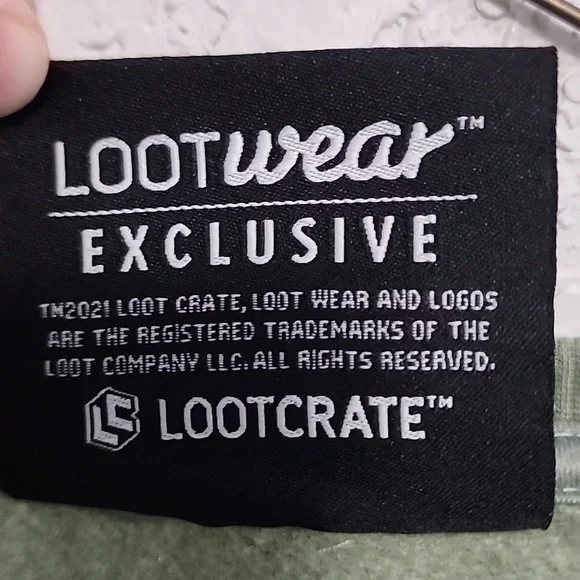 LOOTwear™
EXCLUSIVE
TM2021 LOOT CRATE, LOOT WEAR AND LOGOS
ARE THE REGISTERED TRADEMARKS OF THE
LOOT COMPANY LLC. ALL RIGHTS RESERVED.
LC LOOTCRATE™